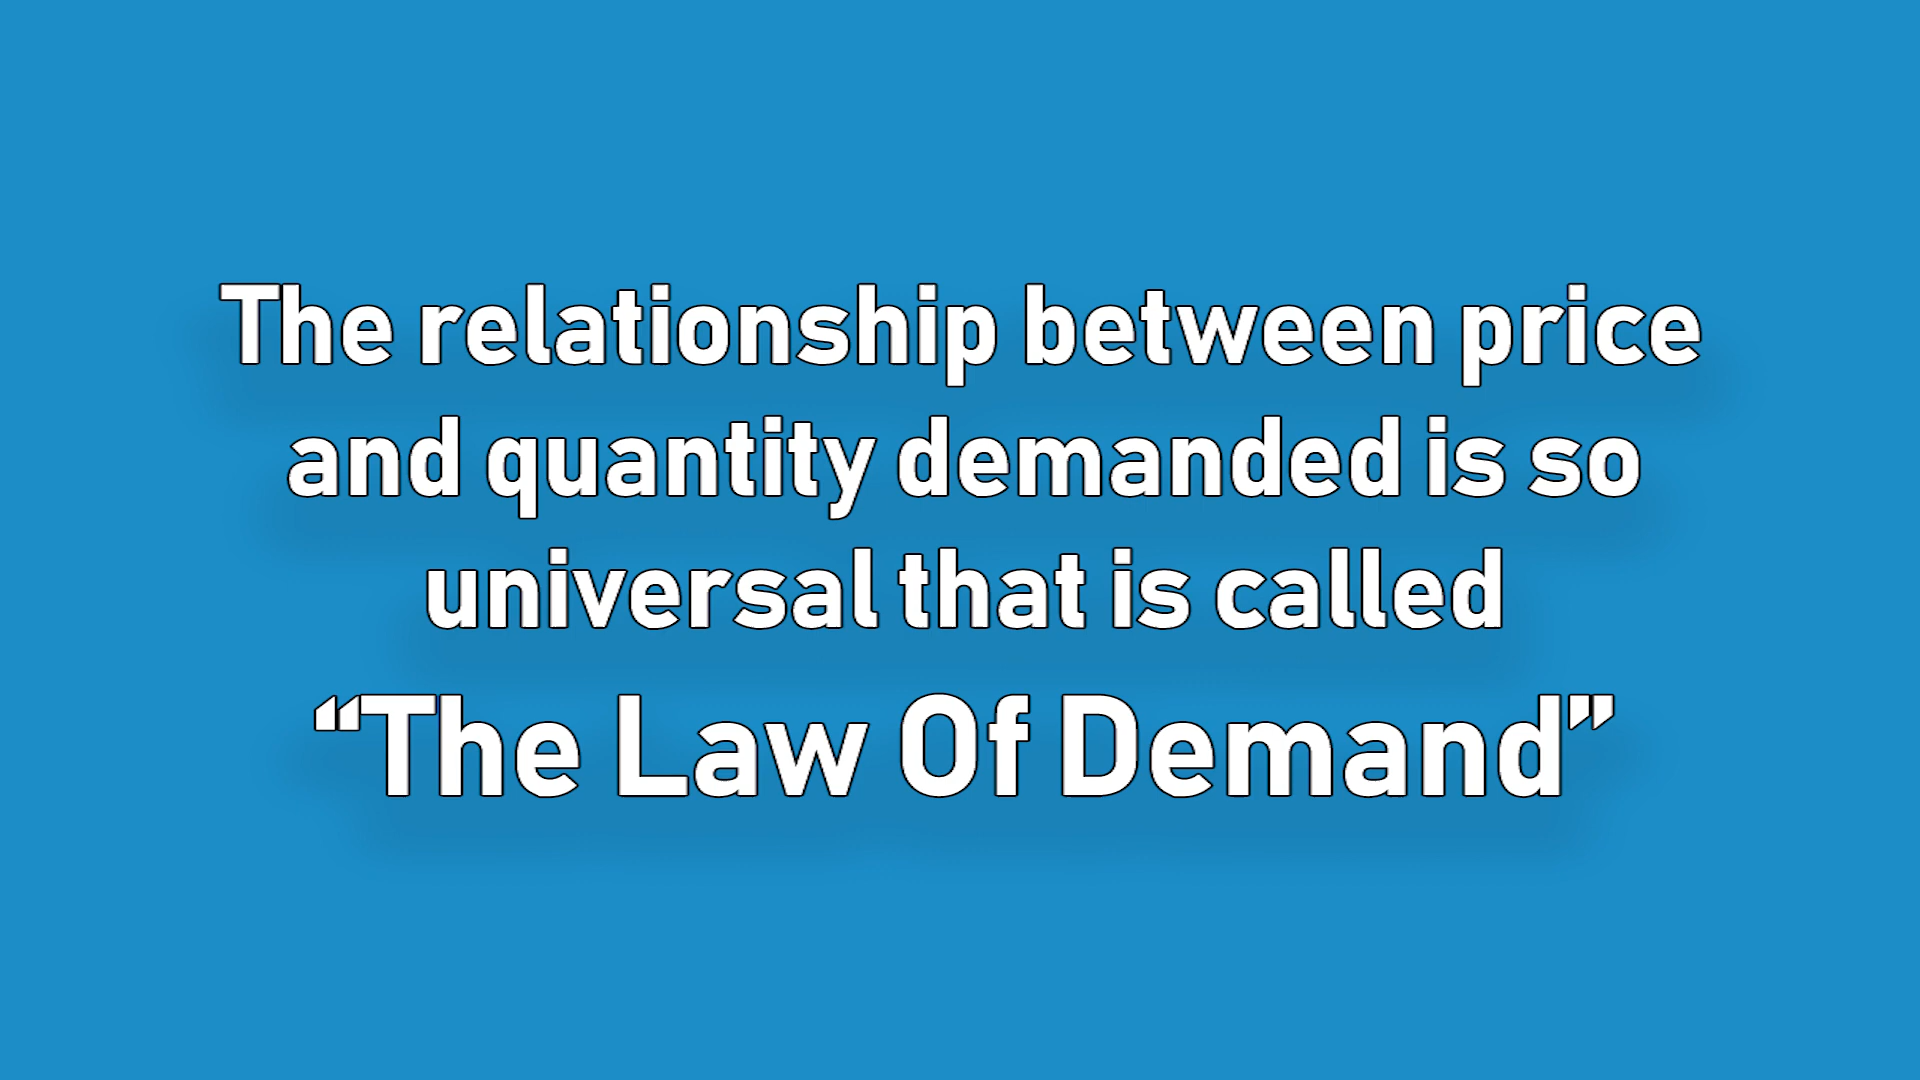 The relationship between price
and quantity demanded is so
universal that is called
“The Law Of Demand”